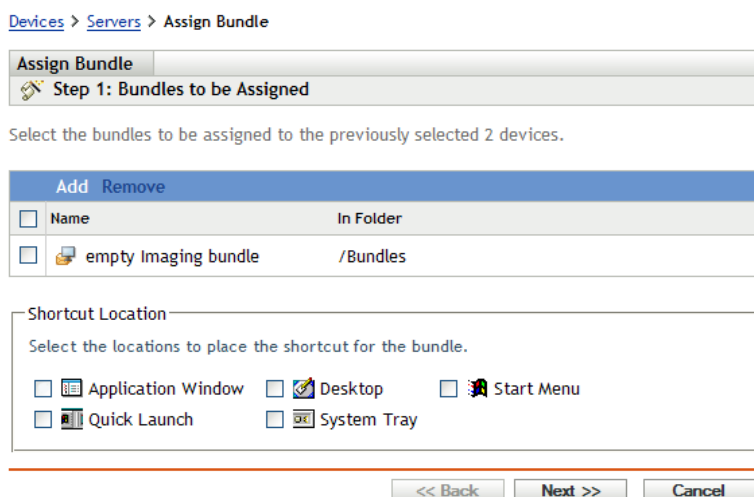 Devices > Servers > Assign Bundle
Assign Bundle
Step 1: Bundles to be Assigned
Select the bundles to be assigned to the previously selected 2 devices.
Add Remove
Name In Folder
empty Imaging bundle /Bundles
Shortcut Location
Select the locations to place the shortcut for the bundle.
Application Window Desktop Start Menu
Quick Launch System Tray
<< Back Next >> Cancel